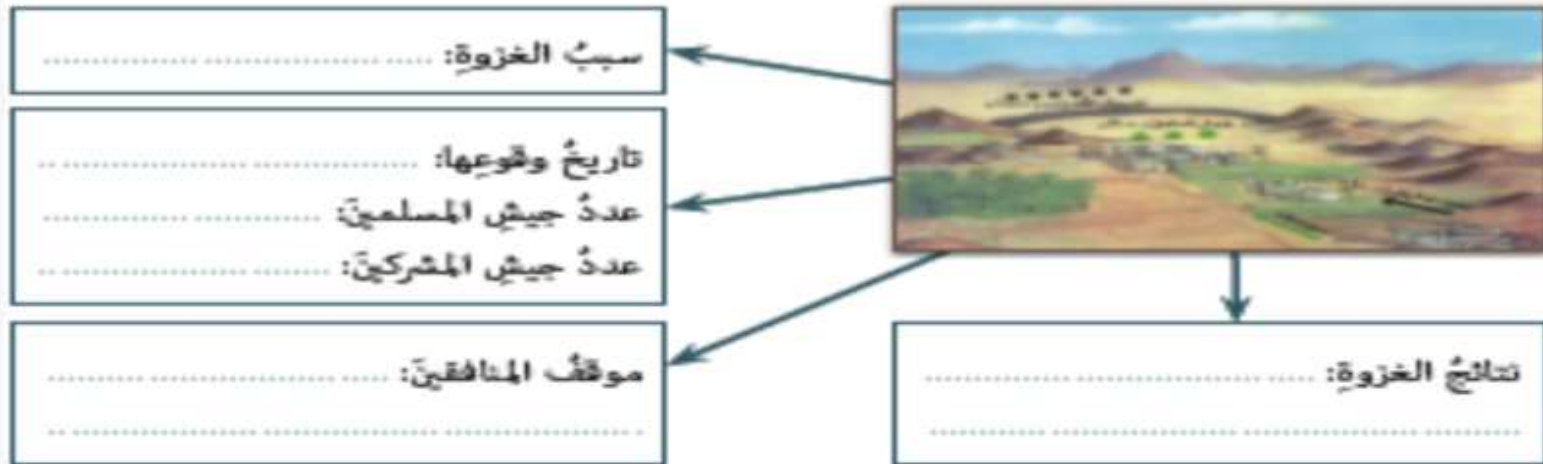 سببُ الغزوةِ: ....................................
تاريخُ وقوعِها: ....................................
عددُ جيشِ المسلمينَ: ....................................
عددُ جيشِ المشركينَ: ....................................
موقفُ المنافقينَ: ....................................
....................................
نتائجُ الغزوةِ: ....................................
....................................